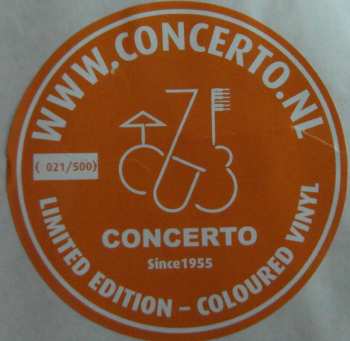 WWW.CONCERTO.NL
{ 021/500}
CONCERTO
Since1955
LIMITED EDITION – COLOURED VINYL